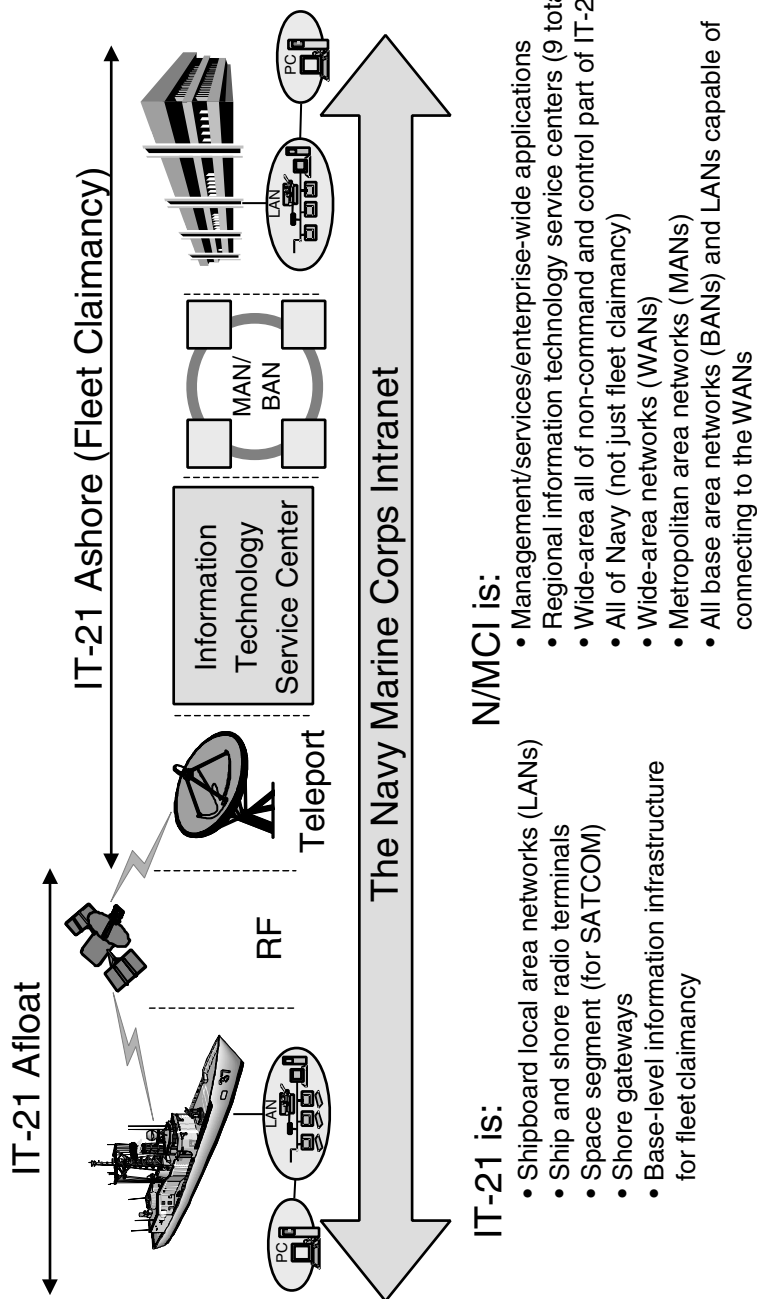 IT-21 Afloat
IT-21 Ashore (Fleet Claimancy)
PC
LAN
RF
Teleport
Information
Technology
Service Center
MAN/
BAN
LAN
PC
The Navy Marine Corps Intranet
IT-21 is:
• Shipboard local area networks (LANs)
• Ship and shore radio terminals
• Space segment (for SATCOM)
• Shore gateways
• Base-level information infrastructure
for fleet claimancy
N/MCI is:
• Management/services/enterprise-wide applications
• Regional information technology service centers (9 tota
• Wide-area all of non-command and control part of IT-2
• All of Navy (not just fleet claimancy)
• Wide-area networks (WANs)
• Metropolitan area networks (MANs)
• All base area networks (BANs) and LANs capable of
connecting to the WANs